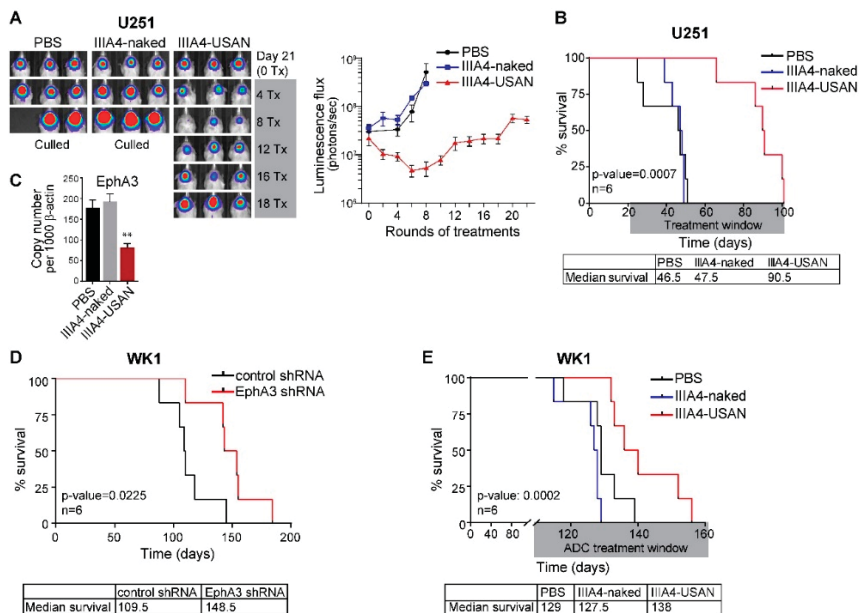 A
U251
PBS IIIA4-naked IIIA4-USAN
Day 21
(0 Tx)
4 Tx
8 Tx
12 Tx
16 Tx
18 Tx
Culled Culled
Luminescence flux
(photons/sec)
10⁹
10⁸
10⁷
10⁶
0 4 8 12 16 20
Rounds of treatments
PBS
IIIA4-naked
IIIA4-USAN
B
U251
PBS
IIIA4-naked
IIIA4-USAN
% survival
100
75
50
25
0
p-value=0.0007
n=6
0 20 40 60 80 100
Treatment window
Time (days)
PBS IIIA4-naked IIIA4-USAN
Median survival 46.5 47.5 90.5
C
EphA3
Copy number
per 1000 β-actin
200
150
100
50
0
**
PBS
IIIA4-naked
IIIA4-USAN
D
WK1
control shRNA
EphA3 shRNA
% survival
100
75
50
25
0
p-value=0.0225
n=6
0 50 100 150 200
Time (days)
control shRNA EphA3 shRNA
Median survival 109.5 148.5
E
WK1
PBS
IIIA4-naked
IIIA4-USAN
% survival
100
75
50
25
0
p-value: 0.0002
n=6
0 40 80 120 140 160
ADC treatment window
Time (days)
PBS IIIA4-naked IIIA4-USAN
Median survival 129 127.5 138